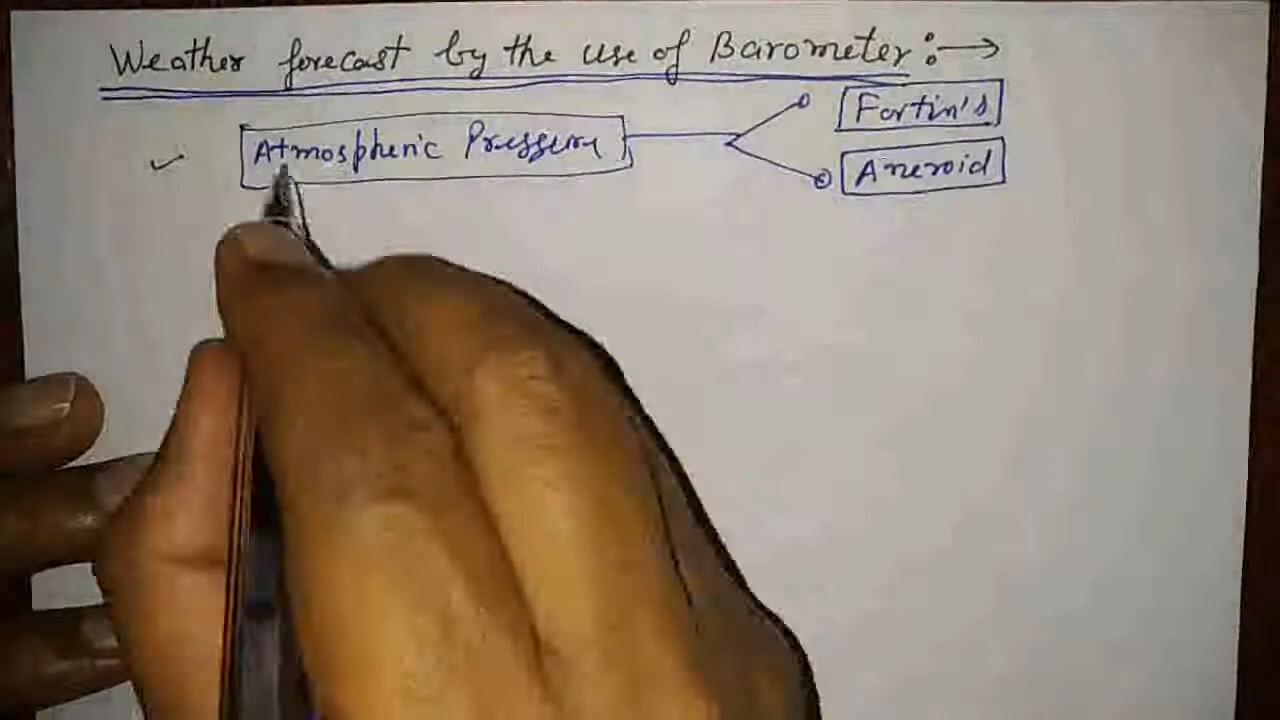 Weather forecast by the use of Barometer :→
Fortin's
✓ Atmospheric Pressure
Aneroid